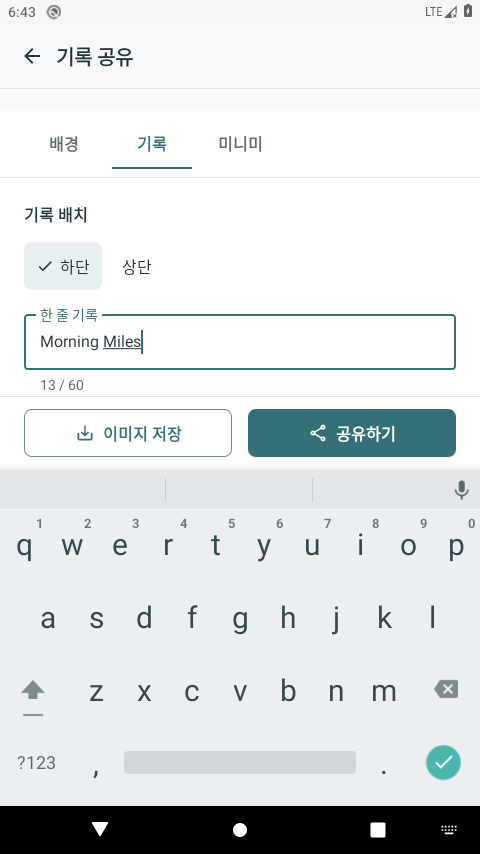 6:43
LTE
기록 공유
배경 기록 미니미
기록 배치
하단 상단
한 줄 기록
Morning Miles
13 / 60
이미지 저장 공유하기
1 2 3 4 5 6 7 8 9 0
q w e r t y u i o p
a s d f g h j k l
z x c v b n m
?123 , .